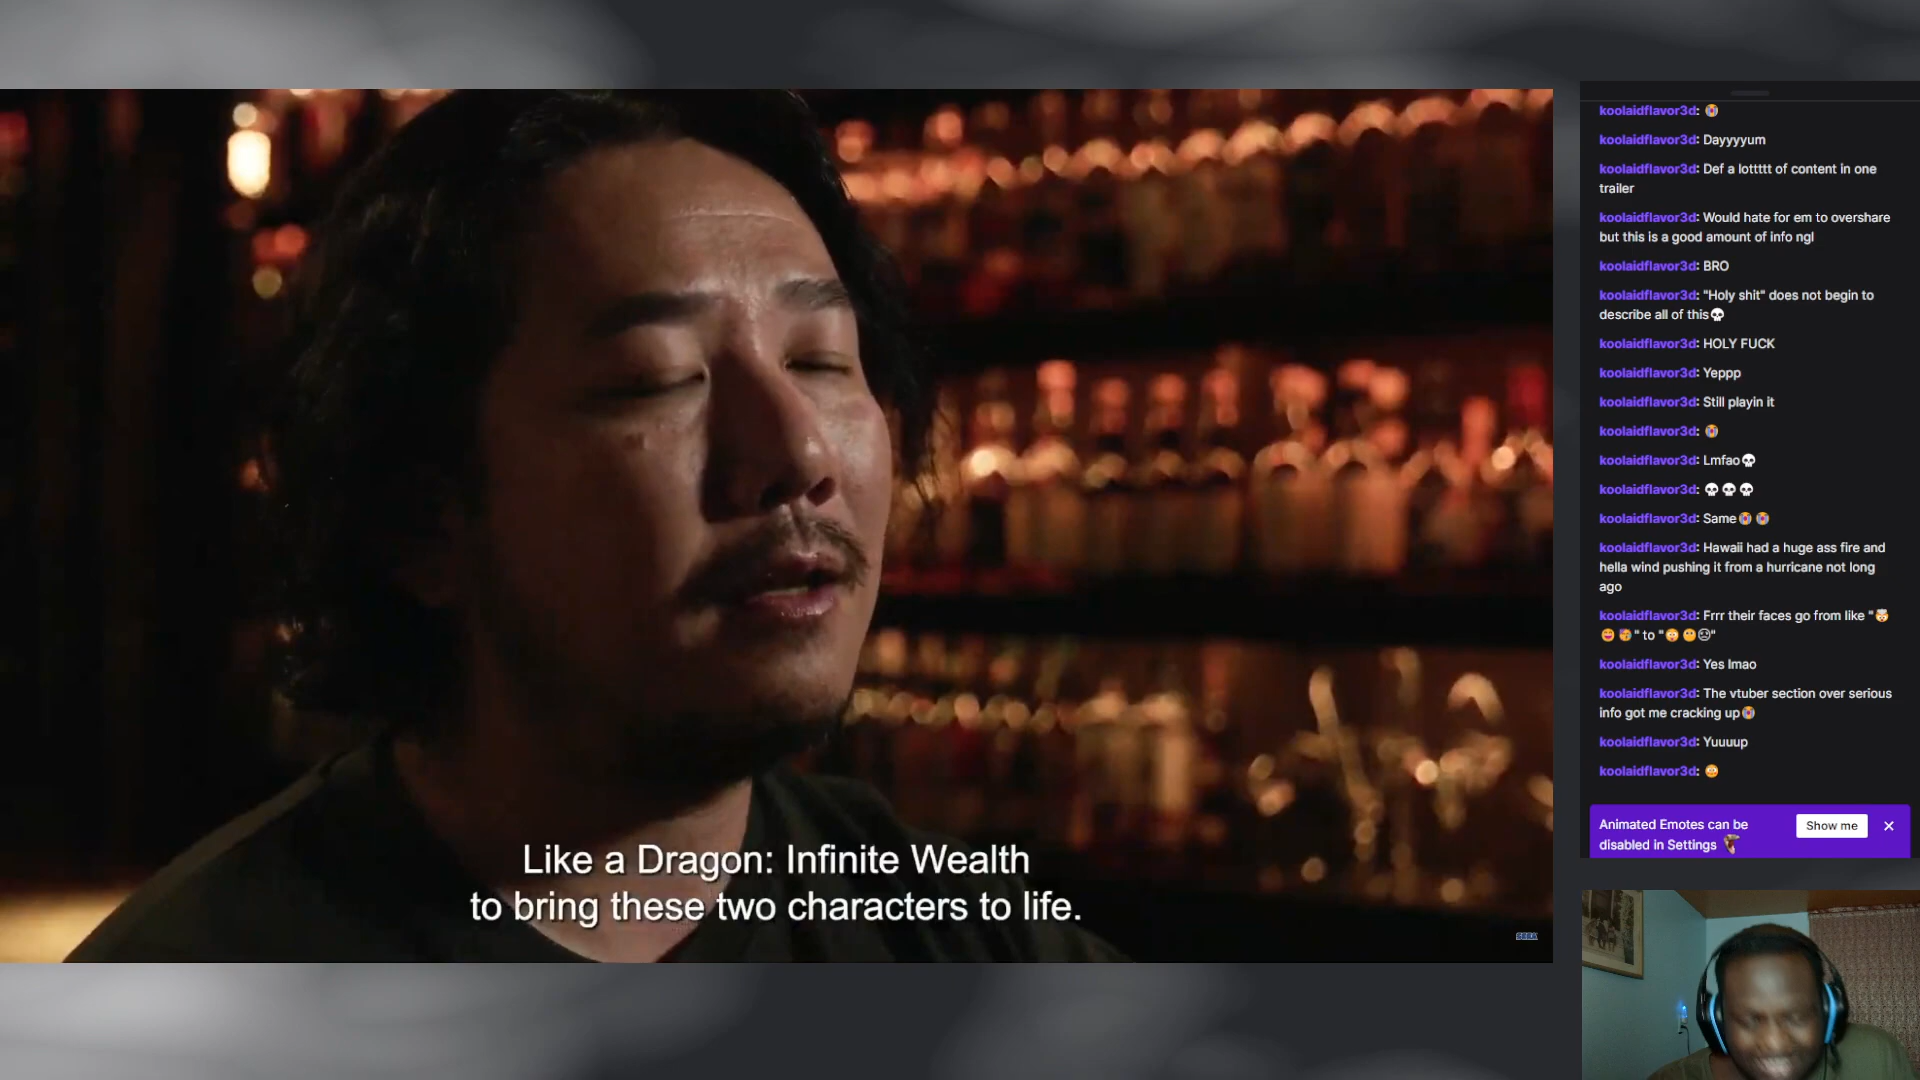 Like a Dragon: Infinite Wealth
to bring these two characters to life.
SEGA
koolaidflavor3d: 😭
koolaidflavor3d: Dayyyyum
koolaidflavor3d: Def a lottttt of content in one
trailer
koolaidflavor3d: Would hate for em to overshare
but this is a good amount of info ngl
koolaidflavor3d: BRO
koolaidflavor3d: "Holy shit" does not begin to
describe all of this💀
koolaidflavor3d: HOLY FUCK
koolaidflavor3d: Yeppp
koolaidflavor3d: Still playin it
koolaidflavor3d: 😭
koolaidflavor3d: Lmfao💀
koolaidflavor3d: 💀💀💀
koolaidflavor3d: Same😭😭
koolaidflavor3d: Hawaii had a huge ass fire and
hella wind pushing it from a hurricane not long
ago
koolaidflavor3d: Frrr their faces go from like "
" to "
koolaidflavor3d: Yes lmao
koolaidflavor3d: The vtuber section over serious
info got me cracking up😭
koolaidflavor3d: Yuuuup
koolaidflavor3d:
Animated Emotes can be
disabled in Settings
Show me